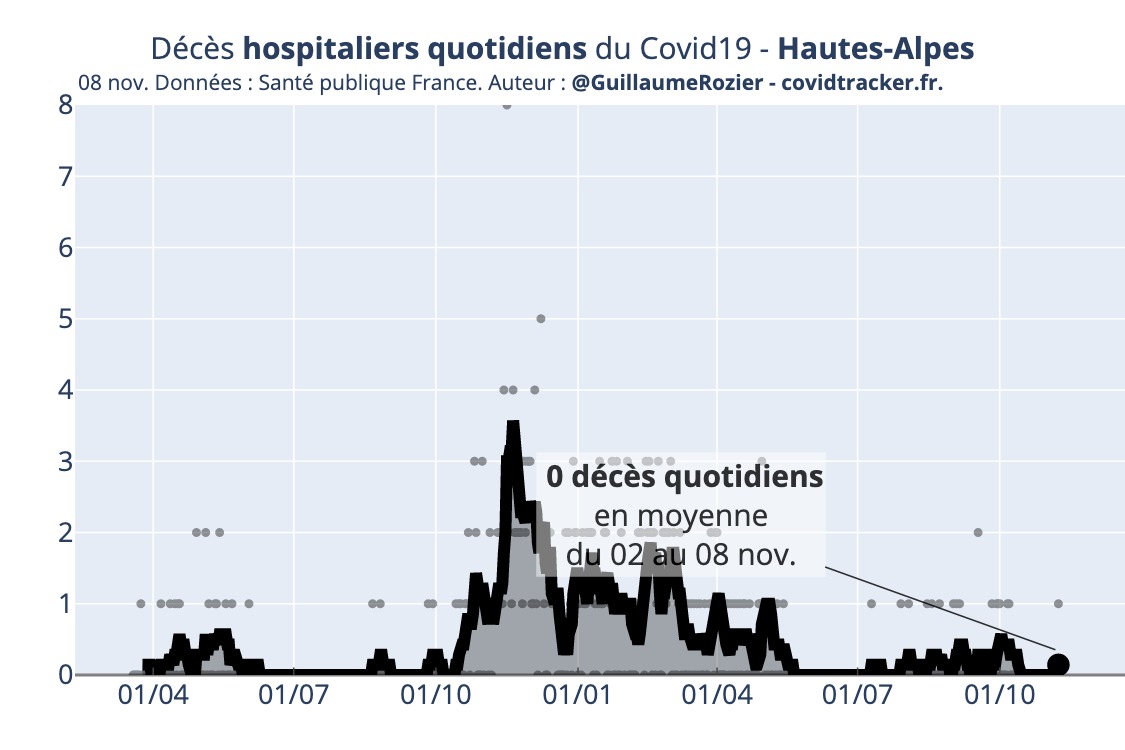 Décès hospitaliers quotidiens du Covid19 - Hautes-Alpes
08 nov. Données : Santé publique France. Auteur : @GuillaumeRozier - covidtracker.fr.
8
7
6
5
4
3
2
1
0
0 décès quotidiens
en moyenne
du 02 au 08 nov.
01/04 01/07 01/10 01/01 01/04 01/07 01/10